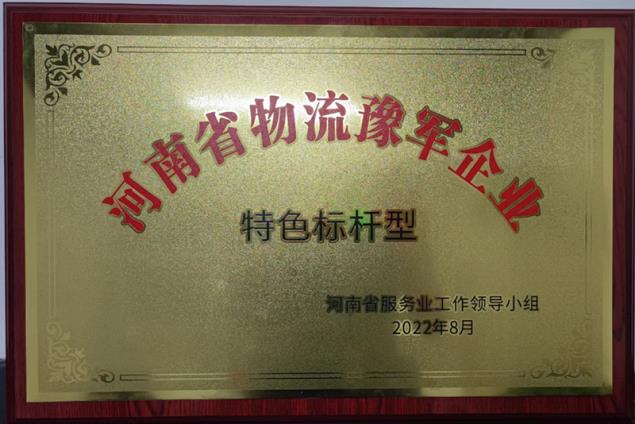 河南省物流豫军企业
特色标杆型
河南省服务业工作领导小组
2022年8月